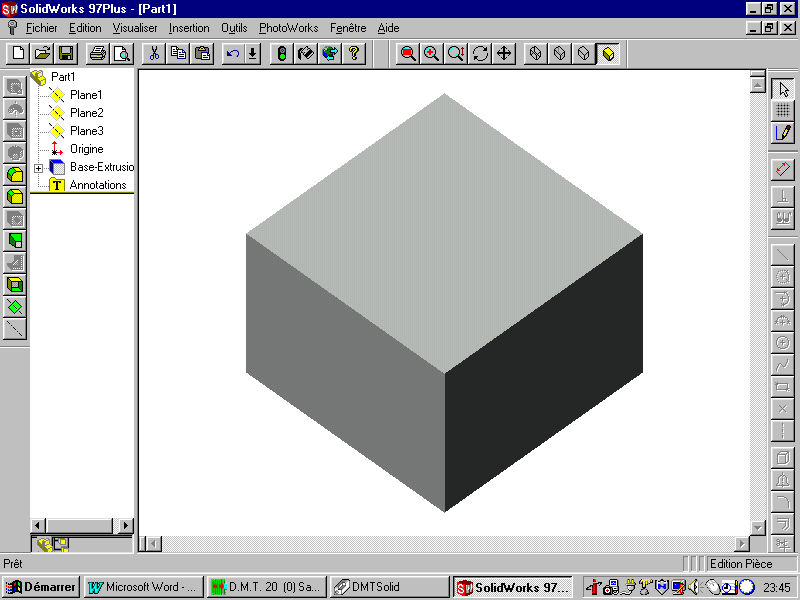 SolidWorks 97Plus - [Part1]
Fichier Edition Visualiser Insertion Outils PhotoWorks Fenêtre Aide
Part1
Plane1
Plane2
Plane3
Origine
Base-Extrusio
T Annotations
Prêt Edition Pièce
Démarrer Microsoft Word - ... D.M.T. 20 (0) Sa... DMTSolid SolidWorks 97... 23:45